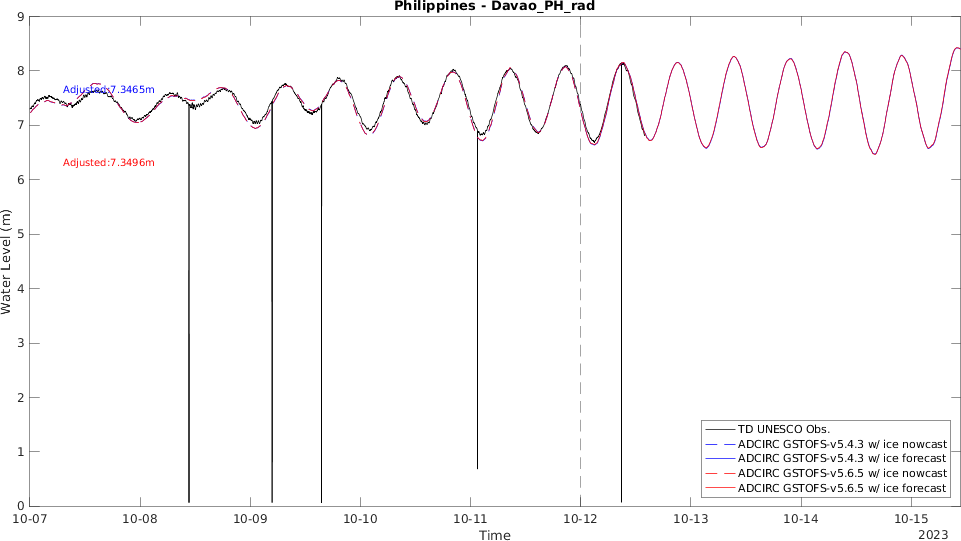 Philippines - Davao_PH_rad
9
8
7
6
5
4
3
2
1
0
Water Level (m)
Adjusted:7.3465m
Adjusted:7.3496m
TD UNESCO Obs.
ADCIRC GSTOFS-v5.4.3 w/ ice nowcast
ADCIRC GSTOFS-v5.4.3 w/ ice forecast
ADCIRC GSTOFS-v5.6.5 w/ ice nowcast
ADCIRC GSTOFS-v5.6.5 w/ ice forecast
10-07 10-08 10-09 10-10 10-11 10-12 10-13 10-14 10-15
Time
2023